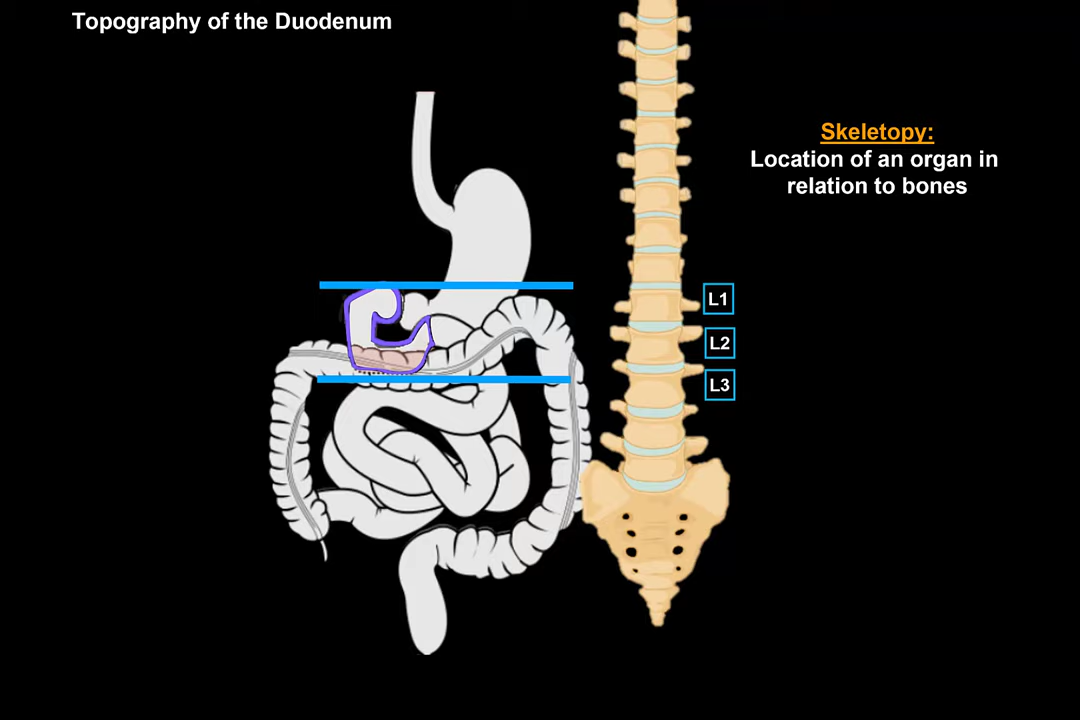 Topography of the Duodenum
Skeletopy:
Location of an organ in
relation to bones
L1
L2
L3